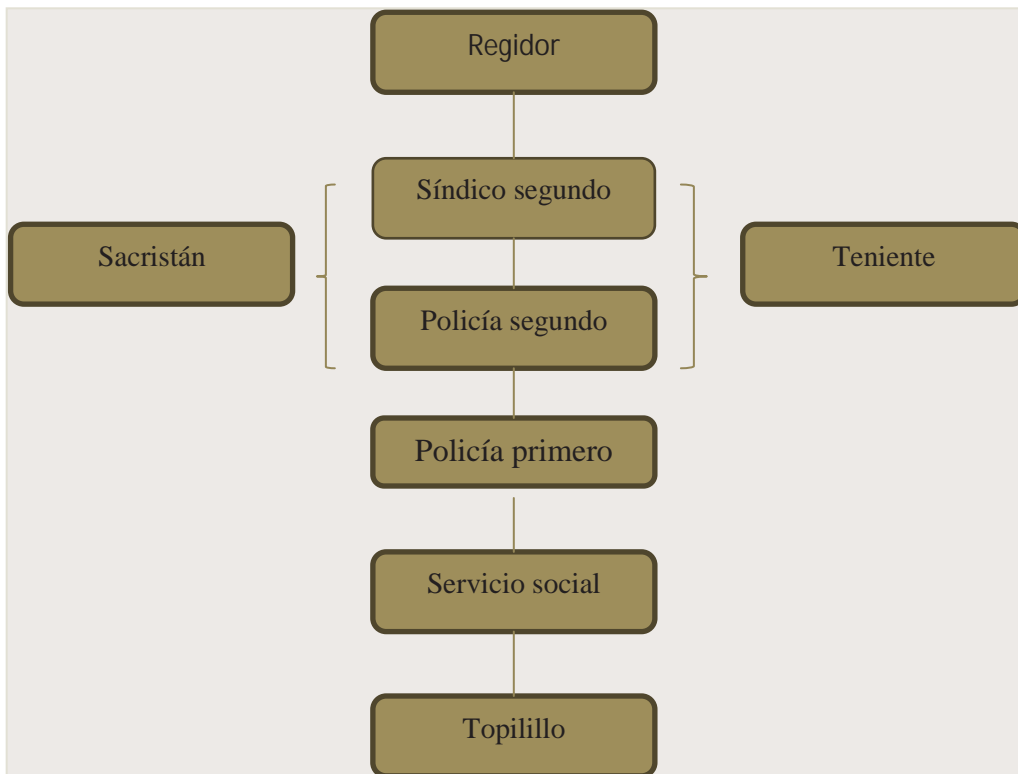 Regidor
Síndico segundo
Sacristán
Teniente
Policía segundo
Policía primero
Servicio social
Topilillo